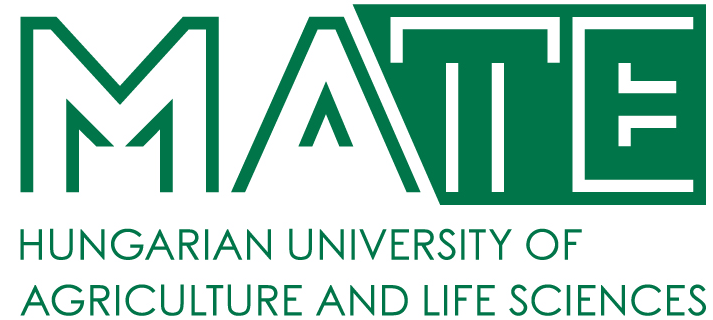 MATE
HUNGARIAN UNIVERSITY OF
AGRICULTURE AND LIFE SCIENCES